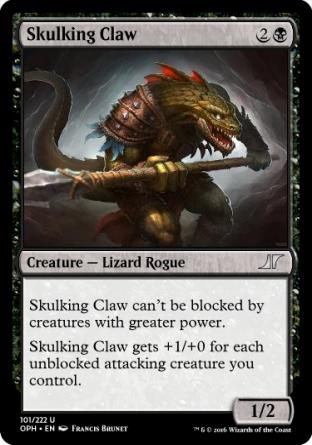 Skulking Claw 2
Creature — Lizard Rogue
Skulking Claw can't be blocked by
creatures with greater power.
Skulking Claw gets +1/+0 for each
unblocked attacking creature you
control.
1/2
101/222 U
OPH • EN Francis Brunet
™ & © 2016 Wizards of the Coast